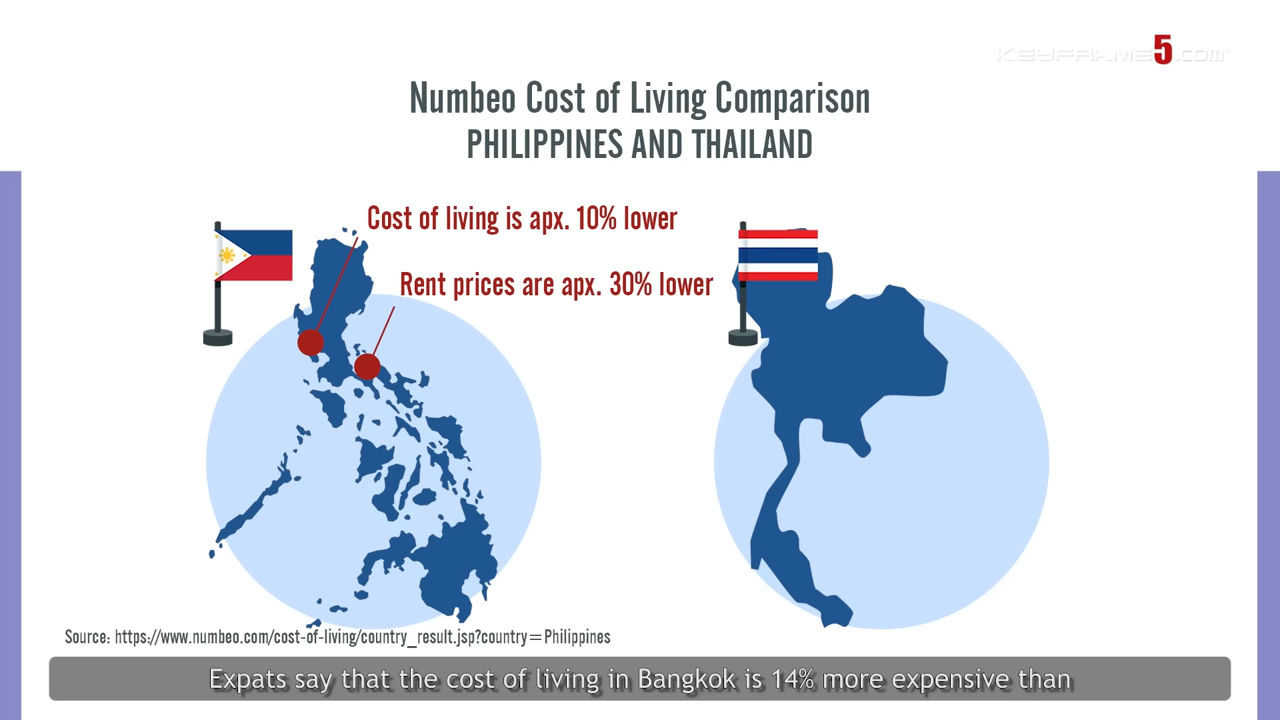 KEYFRAME5.COM
Numbeo Cost of Living Comparison
PHILIPPINES AND THAILAND
Cost of living is apx. 10% lower
Rent prices are apx. 30% lower
Source: https://www.numbeo.com/cost-of-living/country_result.jsp?country=Philippines
Expats say that the cost of living in Bangkok is 14% more expensive than